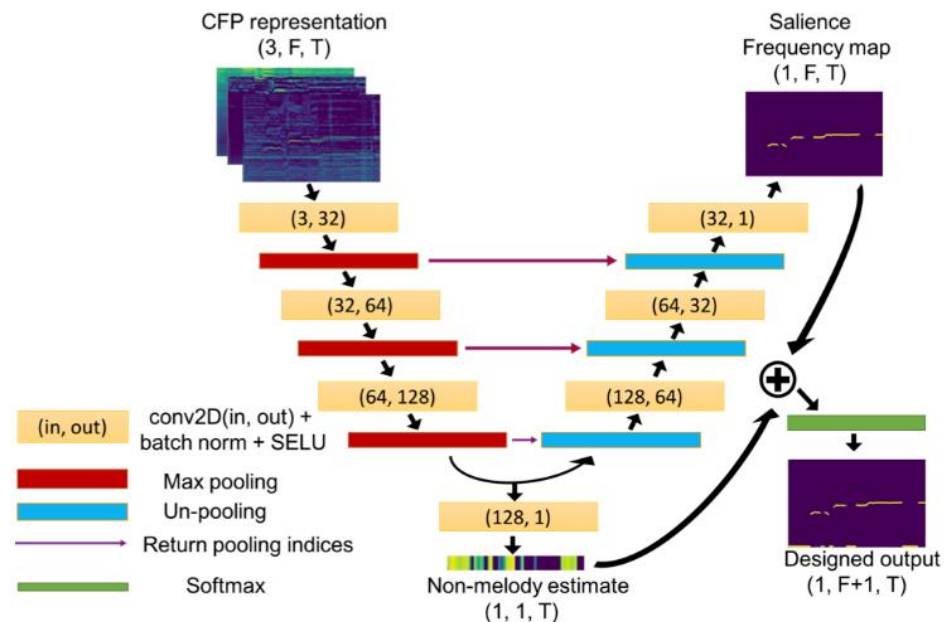 CFP representation
(3, F, T)
Salience
Frequency map
(1, F, T)
(3, 32)
(32, 1)
(32, 64)
(64, 32)
(64, 128)
(128, 64)
(in, out)
conv2D(in, out) +
batch norm + SELU
Max pooling
Un-pooling
Return pooling indices
Softmax
(128, 1)
Non-melody estimate
(1, 1, T)
Designed output
(1, F+1, T)